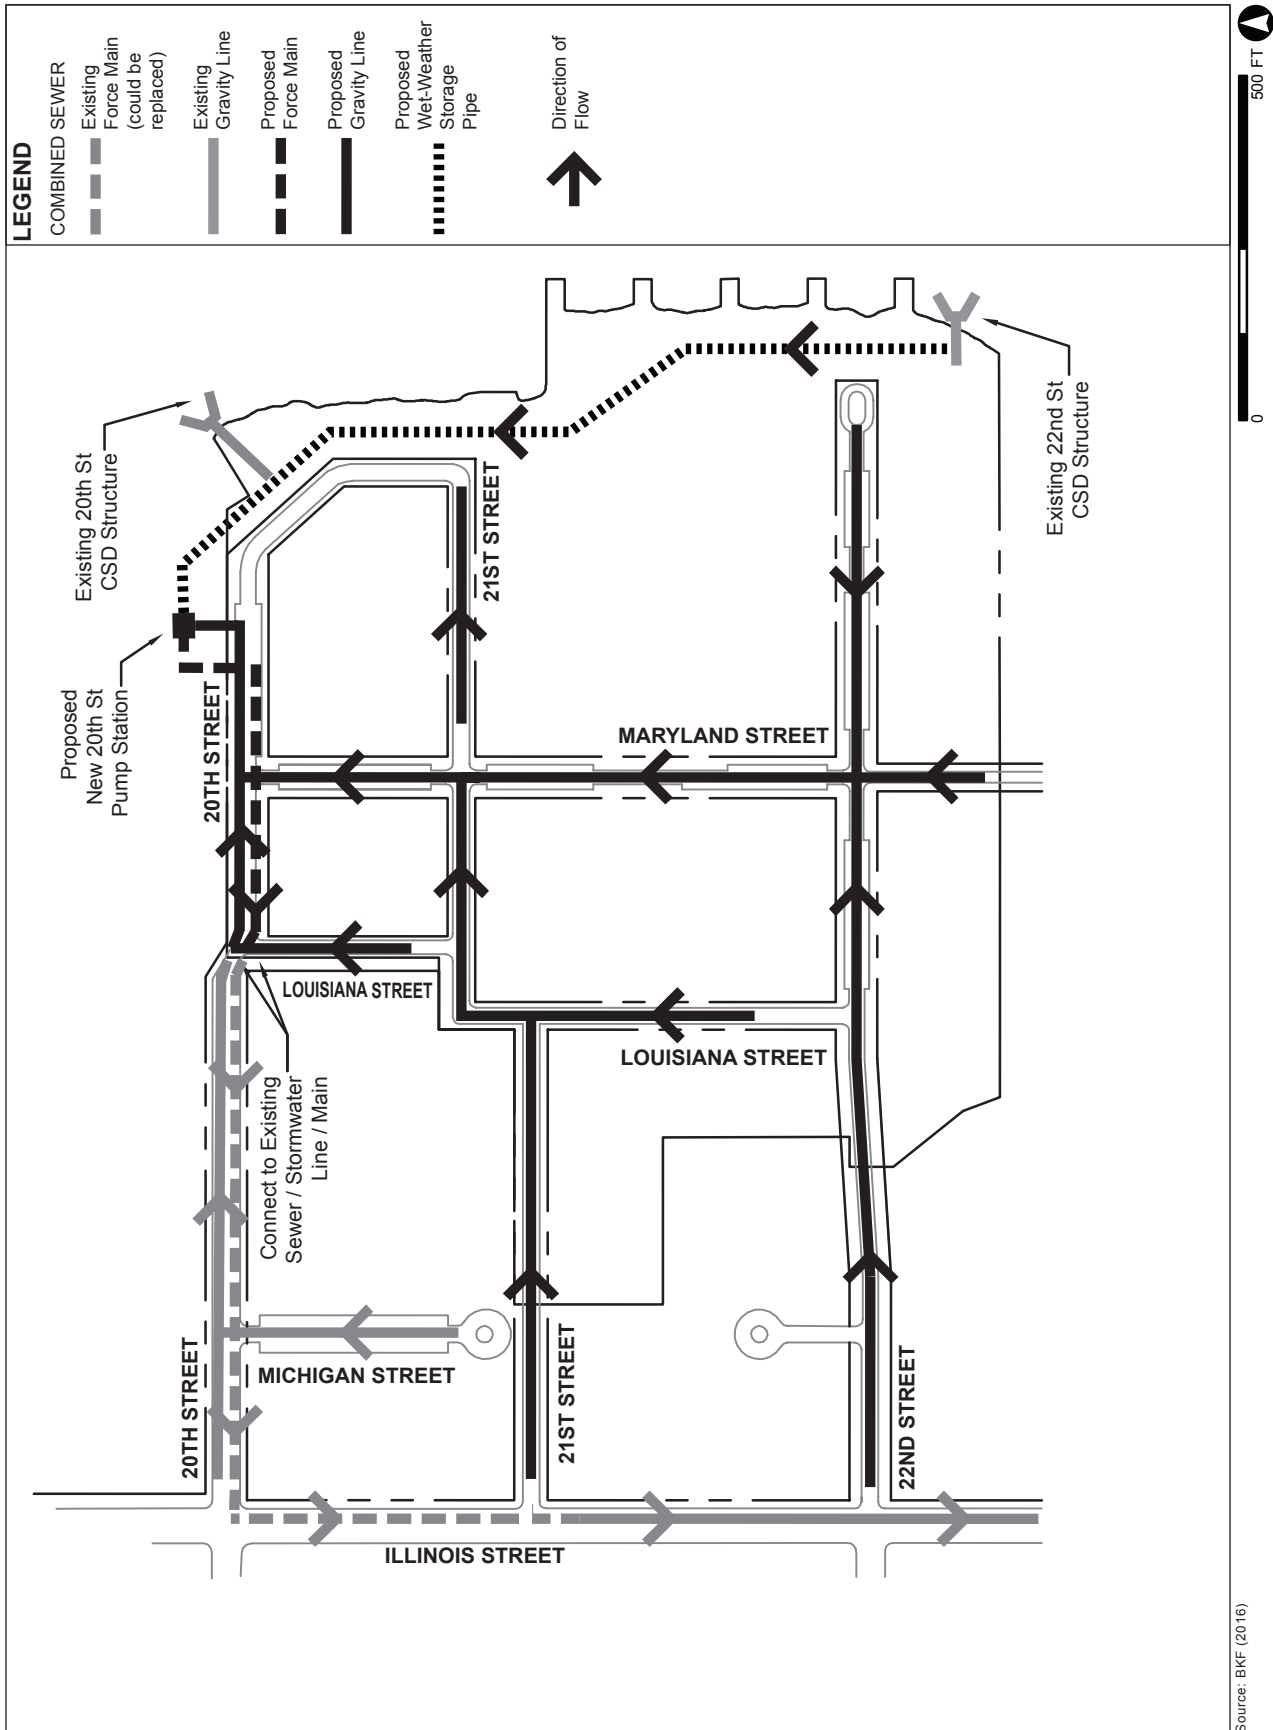 LEGEND
COMBINED SEWER
Existing
Force Main
(could be
replaced)
Existing
Gravity Line
Proposed
Force Main
Proposed
Gravity Line
Proposed
Wet-Weather
Storage
Pipe
Direction of
Flow
Existing 20th St
CSD Structure
Proposed
New 20th St
Pump Station
20TH STREET
21ST STREET
MARYLAND STREET
Existing 22nd St
CSD Structure
LOUISIANA STREET
LOUISIANA STREET
Connect to Existing
Sewer / Stormwater
Line / Main
20TH STREET
MICHIGAN STREET
21ST STREET
22ND STREET
ILLINOIS STREET
0
500 FT
Source: BKF (2016)